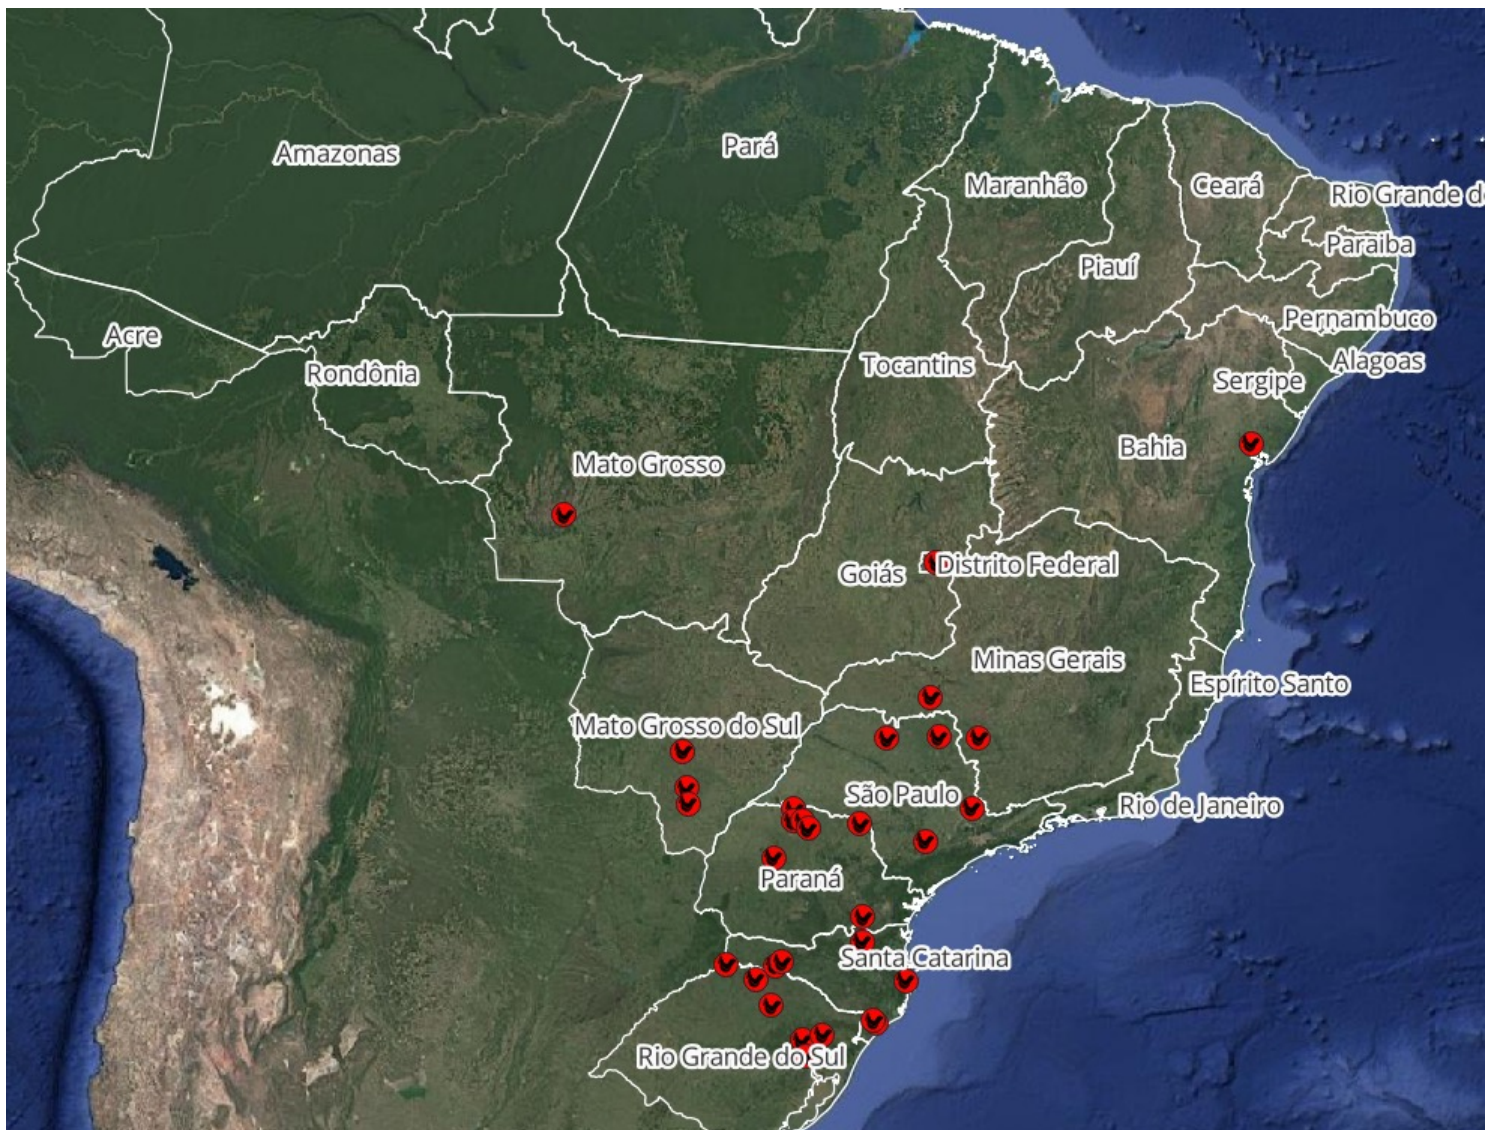 Pará
Amazonas
Maranhão
Ceará
Rio Grande d
Paraíba
Piauí
Pernambuco
Acre
Alagoas
Tocantins
Rondônia
Sergipe
Bahia
Mato Grosso
Distrito Federal
Goiás
Minas Gerais
Espírito Santo
Mato Grosso do Sul
São Paulo
Rio de Janeiro
Paraná
Santa Catarina
Rio Grande do Sul